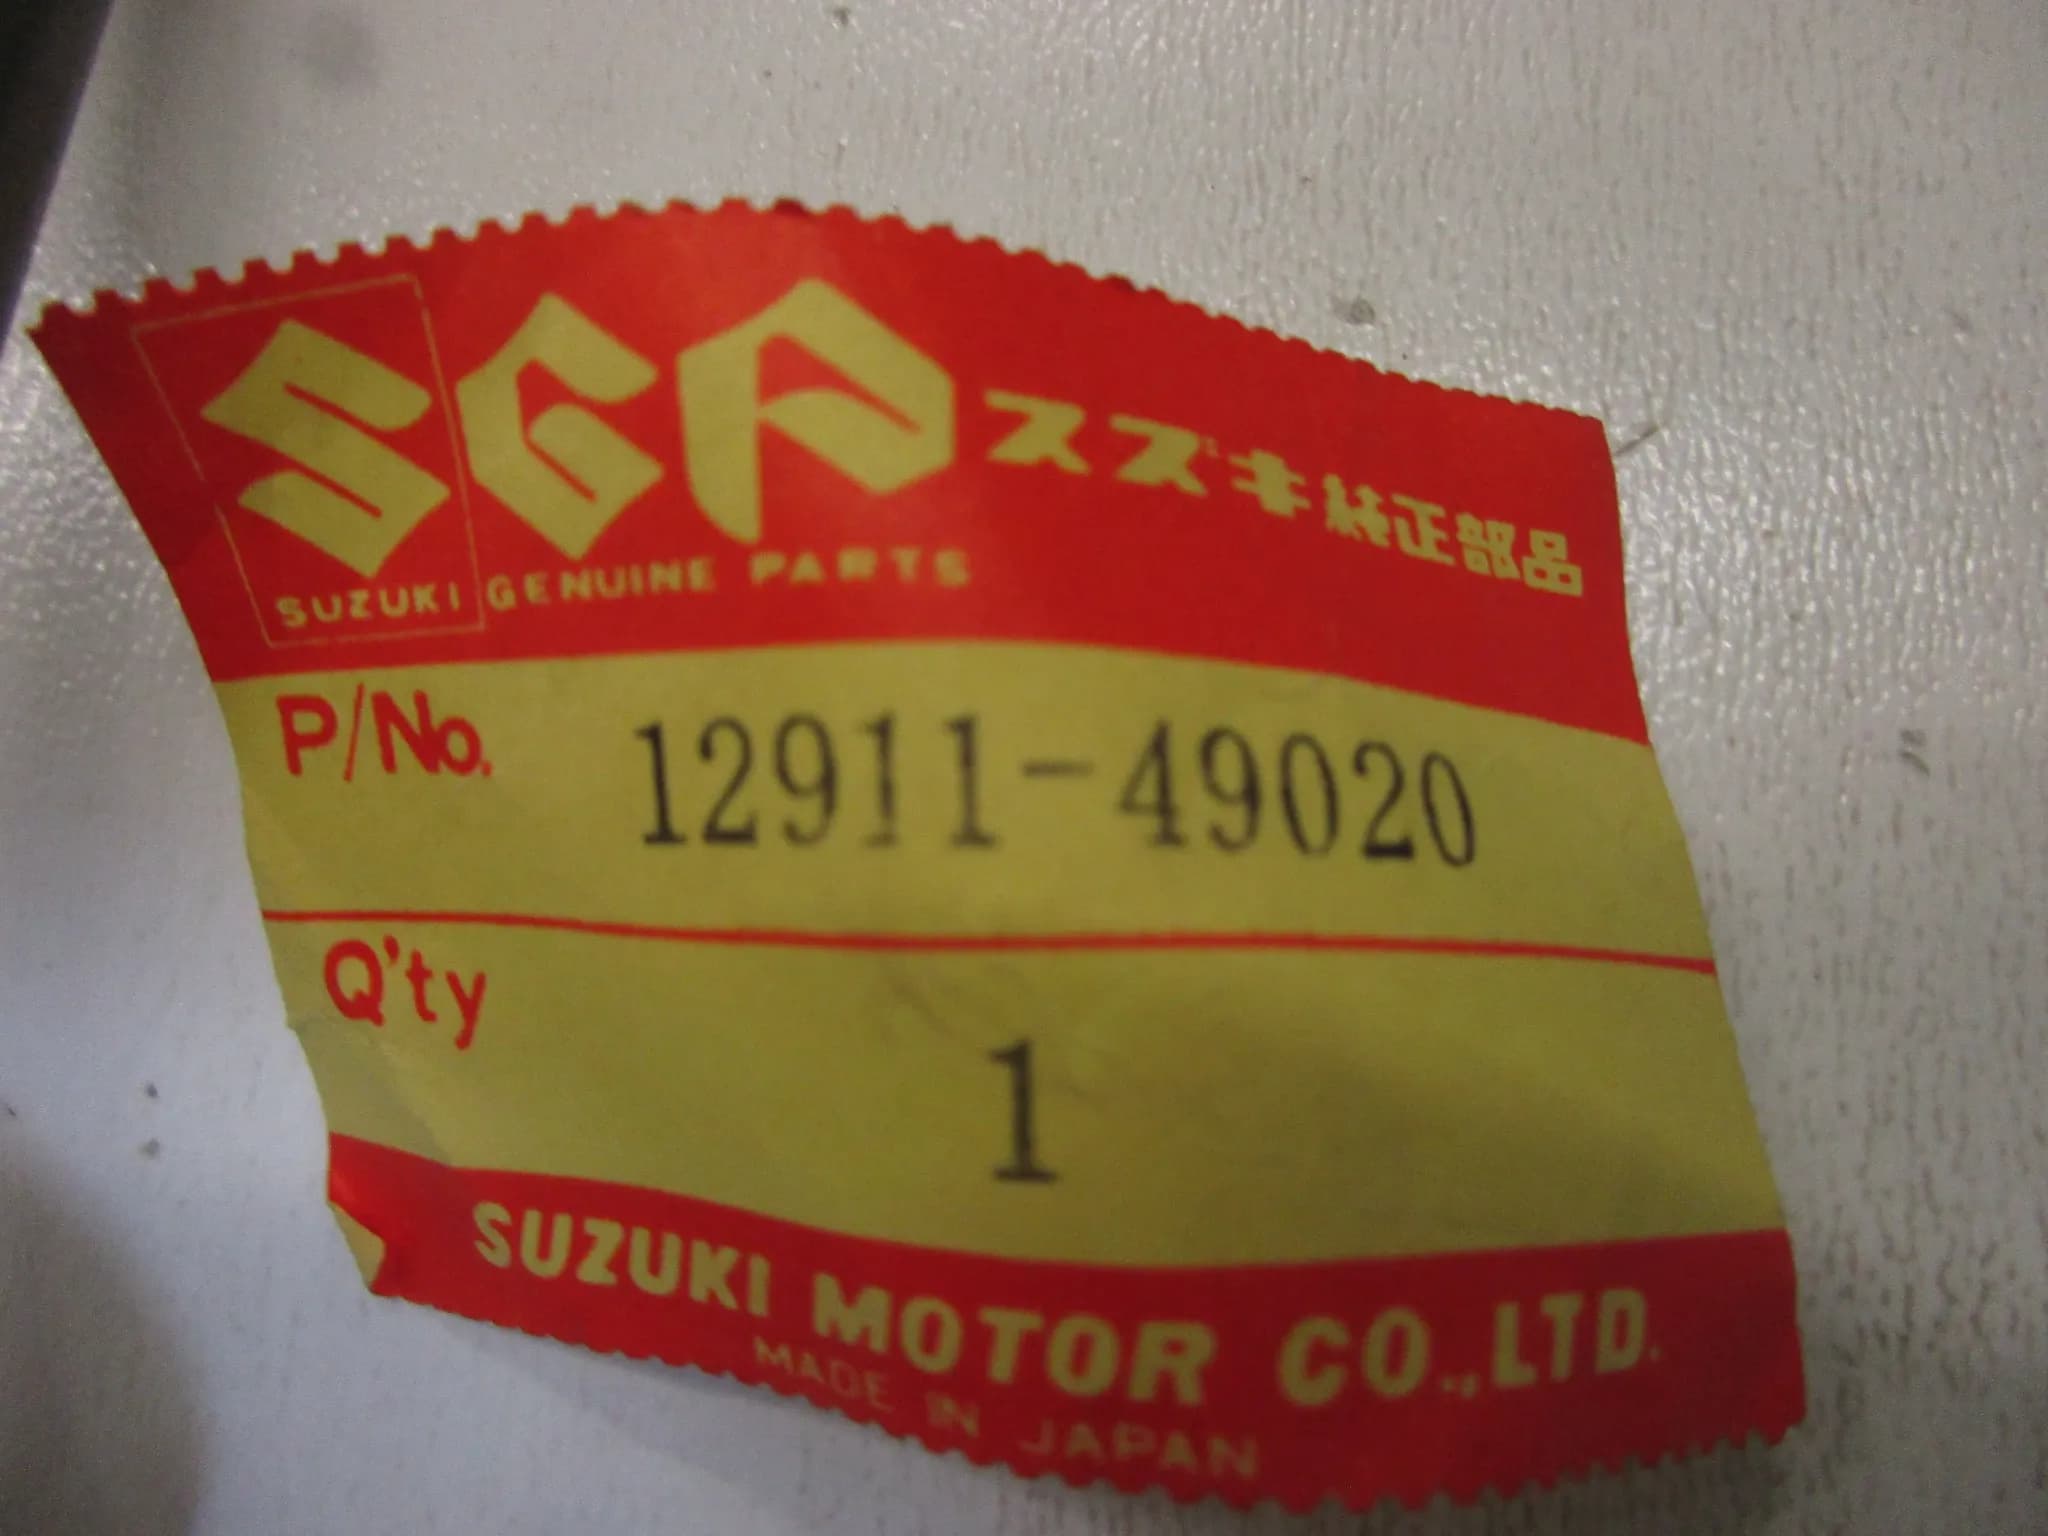 SGP スズキ純正部品
SUZUKI GENUINE PARTS
P/No. 12911-49020
Q'ty 1
SUZUKI MOTOR CO., LTD.
MADE IN JAPAN